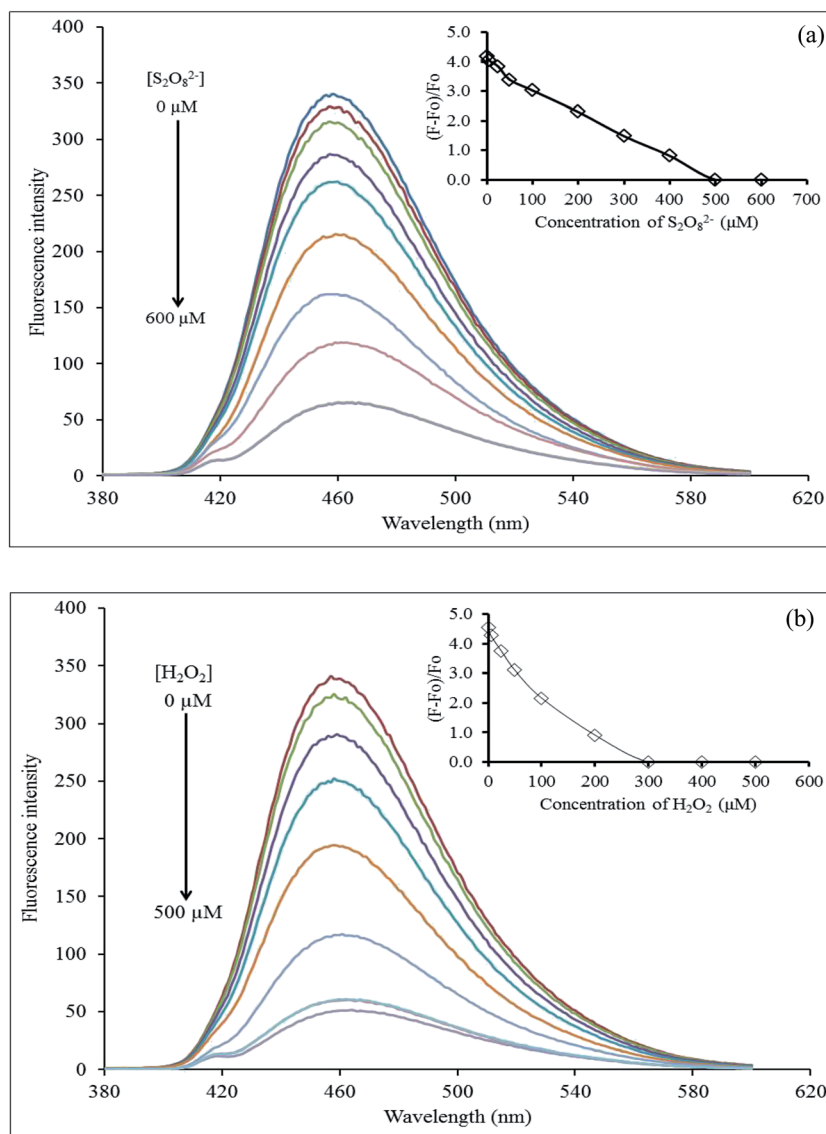 (a)
400
350
300
250
200
150
100
50
0
Fluorescence intensity
[S₂O₈²⁻]
0 µM
600 µM
380 420 460 500 540 580 620
Wavelength (nm)
5.0
4.0
3.0
2.0
1.0
0.0
(F-Fo)/Fo
0 100 200 300 400 500 600 700
Concentration of S₂O₈²⁻ (µM)
(b)
400
350
300
250
200
150
100
50
0
Fluorescence intensity
[H₂O₂]
0 µM
500 µM
380 420 460 500 540 580 620
Wavelength (nm)
5.0
4.0
3.0
2.0
1.0
0.0
(F-Fo)/Fo
0 100 200 300 400 500 600
Concentration of H₂O₂ (µM)